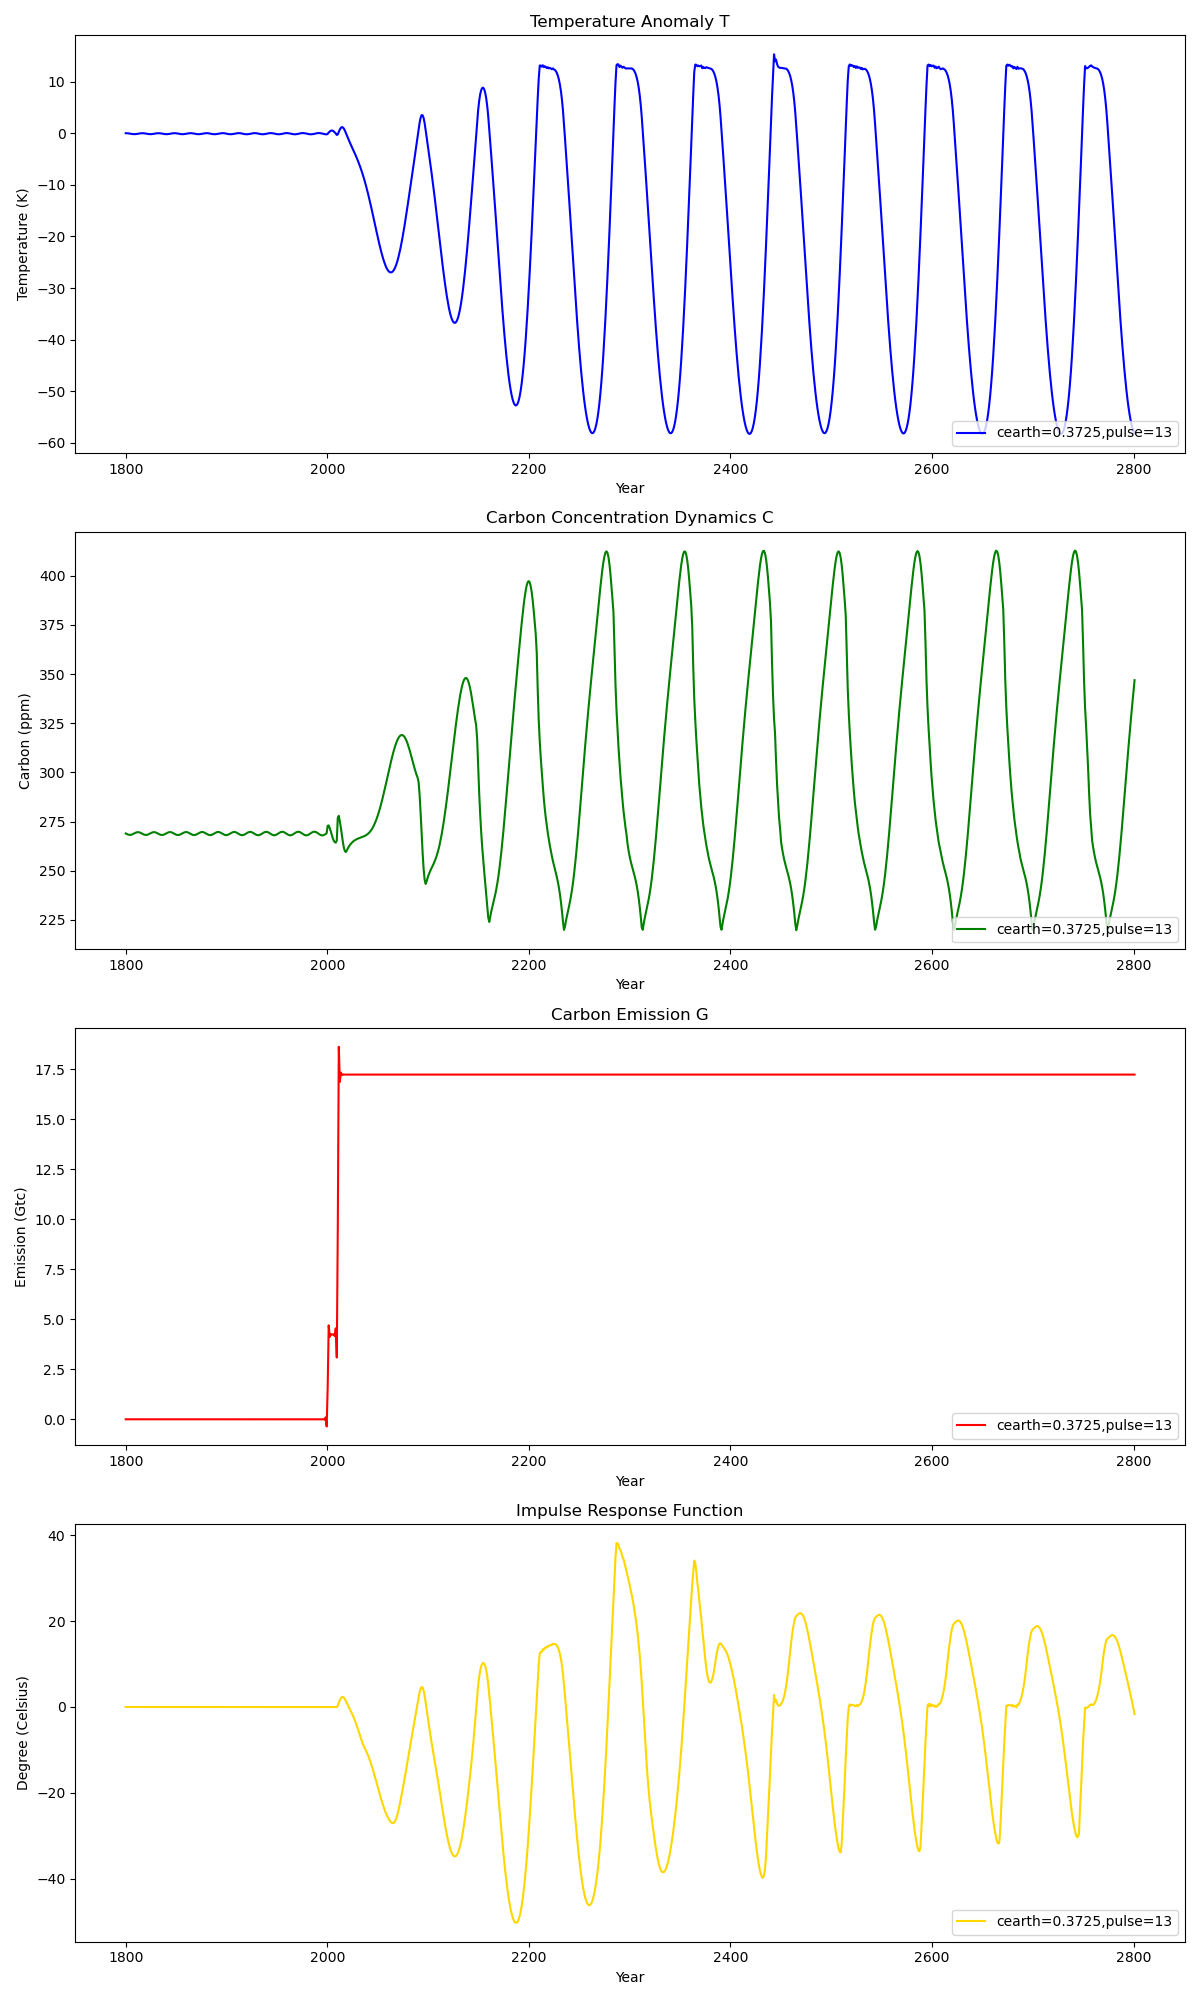 Temperature Anomaly T
10
0
−10
−20
−30
−40
−50
−60
Temperature (K)
cearth=0.3725,pulse=13
1800 2000 2200 2400 2600 2800
Year
Carbon Concentration Dynamics C
400
375
350
325
300
275
250
225
Carbon (ppm)
cearth=0.3725,pulse=13
1800 2000 2200 2400 2600 2800
Year
Carbon Emission G
17.5
15.0
12.5
10.0
7.5
5.0
2.5
0.0
Emission (Gtc)
cearth=0.3725,pulse=13
1800 2000 2200 2400 2600 2800
Year
Impulse Response Function
40
20
0
−20
−40
Degree (Celsius)
cearth=0.3725,pulse=13
1800 2000 2200 2400 2600 2800
Year